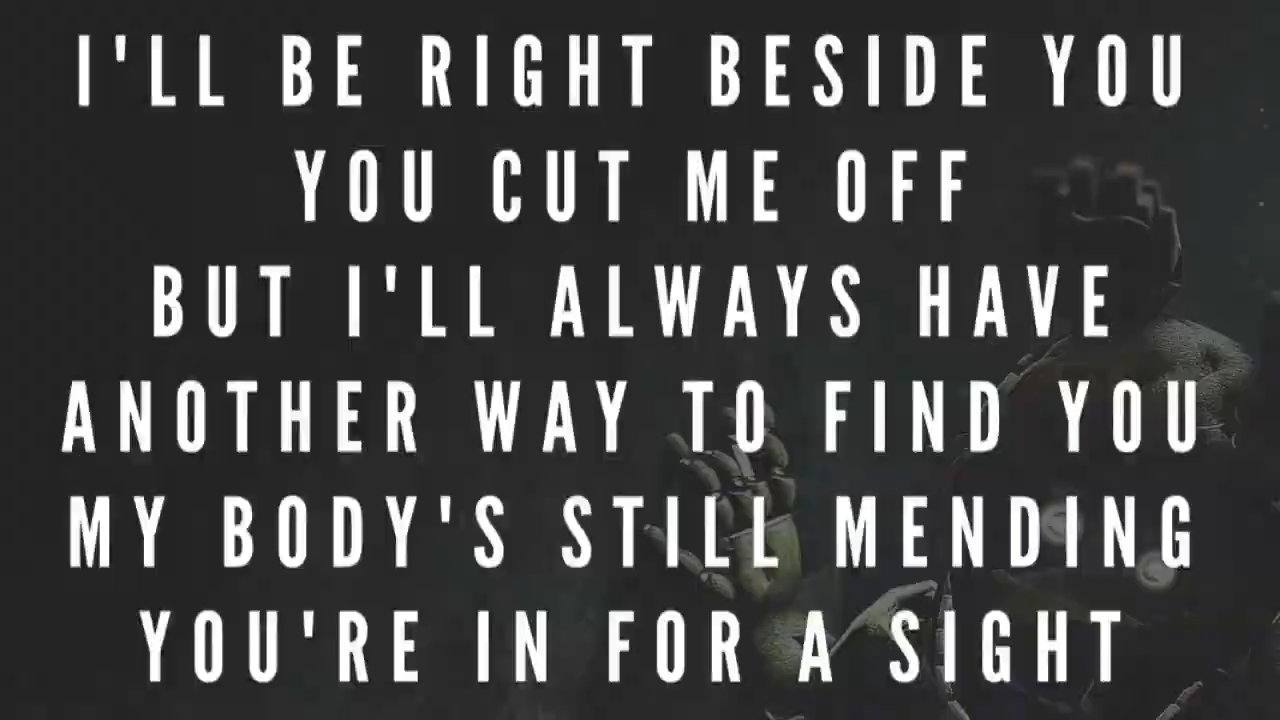 I'LL BE RIGHT BESIDE YOU
YOU CUT ME OFF
BUT I'LL ALWAYS HAVE
ANOTHER WAY TO FIND YOU
MY BODY'S STILL MENDING
YOU'RE IN FOR A SIGHT